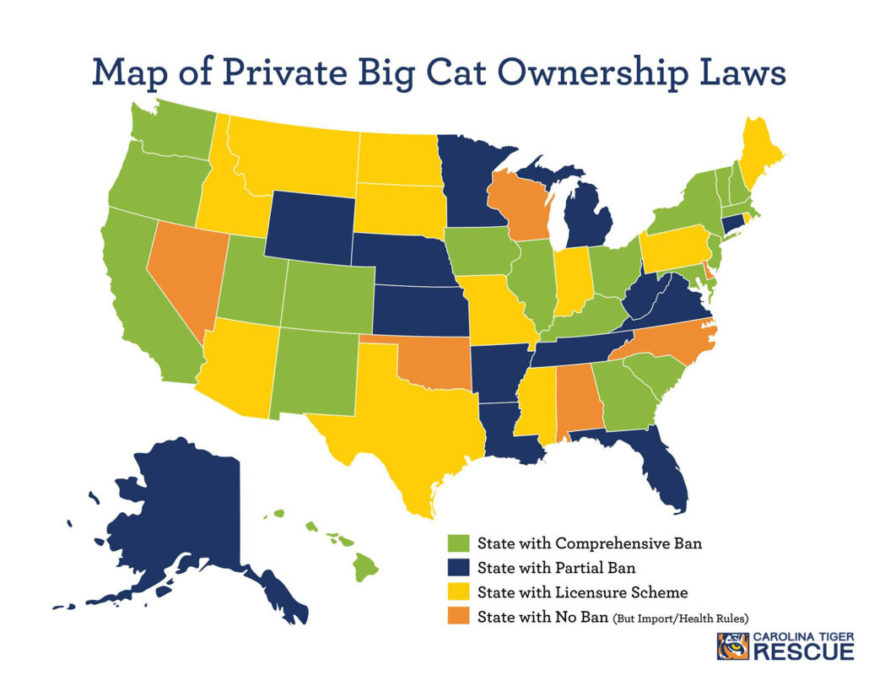 Map of Private Big Cat Ownership Laws
State with Comprehensive Ban
State with Partial Ban
State with Licensure Scheme
State with No Ban (But Import/Health Rules)
CAROLINA TIGER
RESCUE